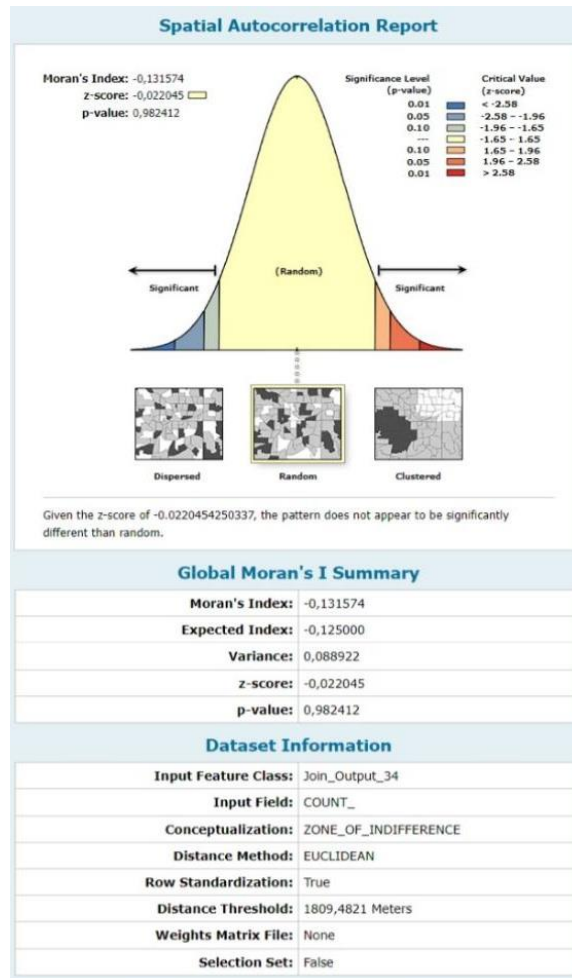 Spatial Autocorrelation Report
Moran's Index: -0,131574
z-score: -0,022045
p-value: 0,982412
Significance Level (p-value)
Critical Value (z-score)
0.01 < -2.58
0.05 -2.58 – -1.96
0.10 -1.96 – -1.65
--- -1.65 – 1.65
0.10 1.65 – 1.96
0.05 1.96 – 2.58
0.01 > 2.58
(Random)
Significant
Significant
Dispersed
Random
Clustered
Given the z-score of -0.0220454250337, the pattern does not appear to be significantly
different than random.
Global Moran's I Summary
Moran's Index: -0,131574
Expected Index: -0,125000
Variance: 0,088922
z-score: -0,022045
p-value: 0,982412
Dataset Information
Input Feature Class: Join_Output_34
Input Field: COUNT_
Conceptualization: ZONE_OF_INDIFFERENCE
Distance Method: EUCLIDEAN
Row Standardization: True
Distance Threshold: 1809,4821 Meters
Weights Matrix File: None
Selection Set: False